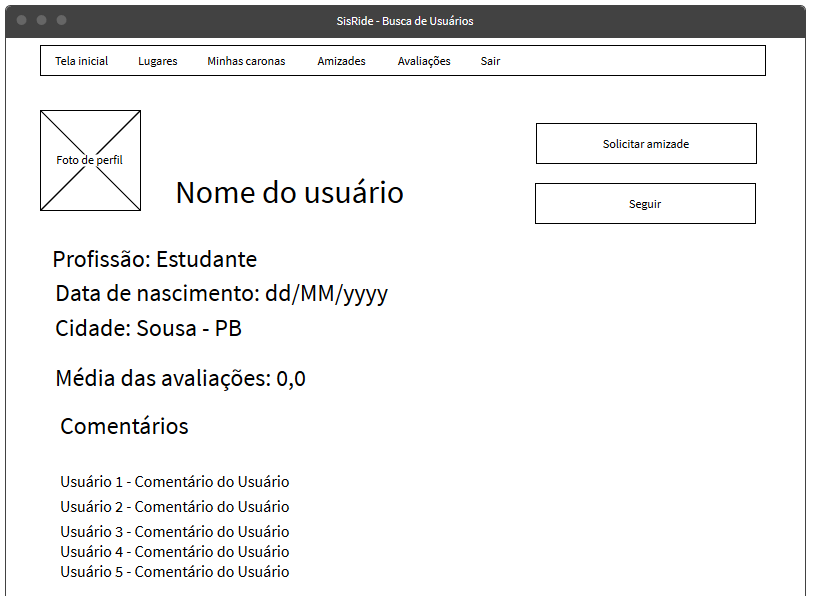 SisRide - Busca de Usuários
Tela inicial Lugares Minhas caronas Amizades Avaliações Sair
Foto de perfil
Nome do usuário
Solicitar amizade
Seguir
Profissão: Estudante
Data de nascimento: dd/MM/yyyy
Cidade: Sousa - PB
Média das avaliações: 0,0
Comentários
Usuário 1 - Comentário do Usuário
Usuário 2 - Comentário do Usuário
Usuário 3 - Comentário do Usuário
Usuário 4 - Comentário do Usuário
Usuário 5 - Comentário do Usuário